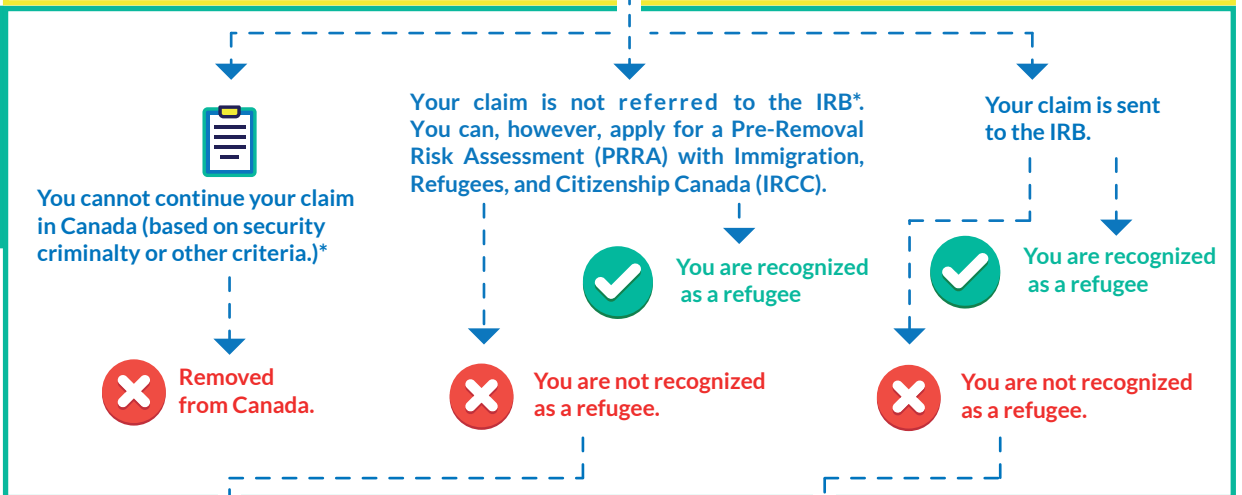 You cannot continue your claim
in Canada (based on security
criminalty or other criteria.)*
Removed
from Canada.
Your claim is not referred to the IRB*.
You can, however, apply for a Pre-Removal
Risk Assessment (PRRA) with Immigration,
Refugees, and Citizenship Canada (IRCC).
You are recognized
as a refugee
You are not recognized
as a refugee.
Your claim is sent
to the IRB.
You are recognized
as a refugee
You are not recognized
as a refugee.